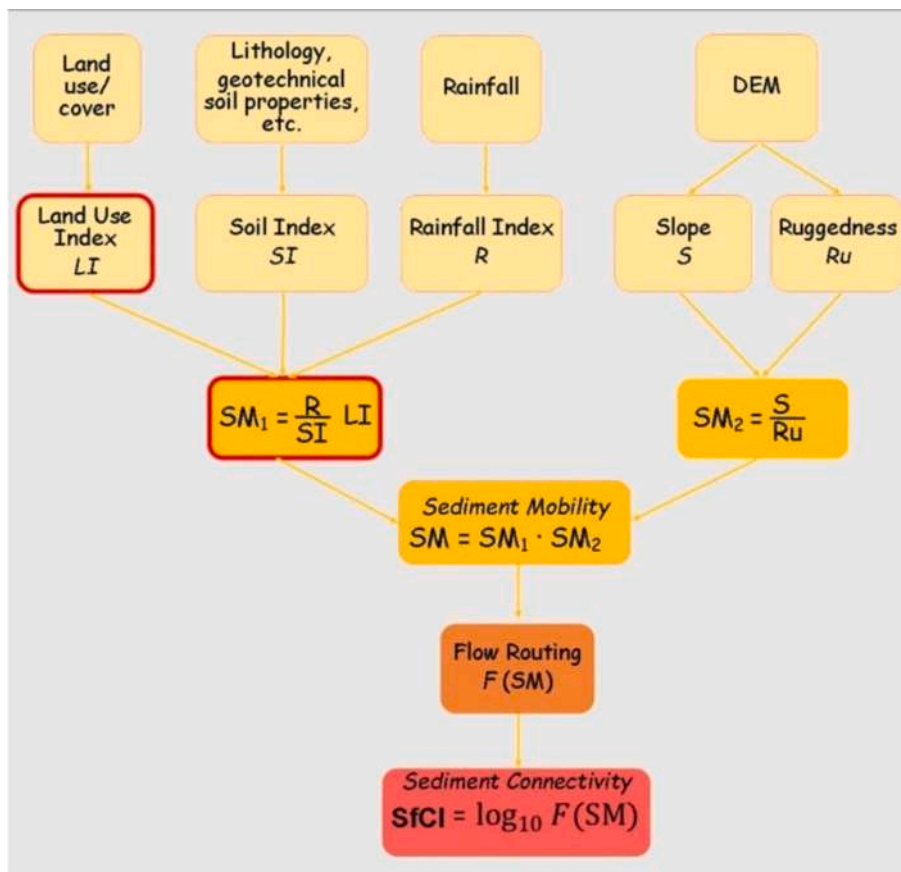 Land
use/
cover
Lithology,
geotechnical
soil properties,
etc.
Rainfall
DEM
Land Use
Index
LI
Soil Index
SI
Rainfall Index
R
Slope
S
Ruggedness
Ru
SM₁ = R/SI LI
SM₂ = S/Ru
Sediment Mobility
SM = SM₁ · SM₂
Flow Routing
F (SM)
Sediment Connectivity
SfCI = log₁₀ F(SM)